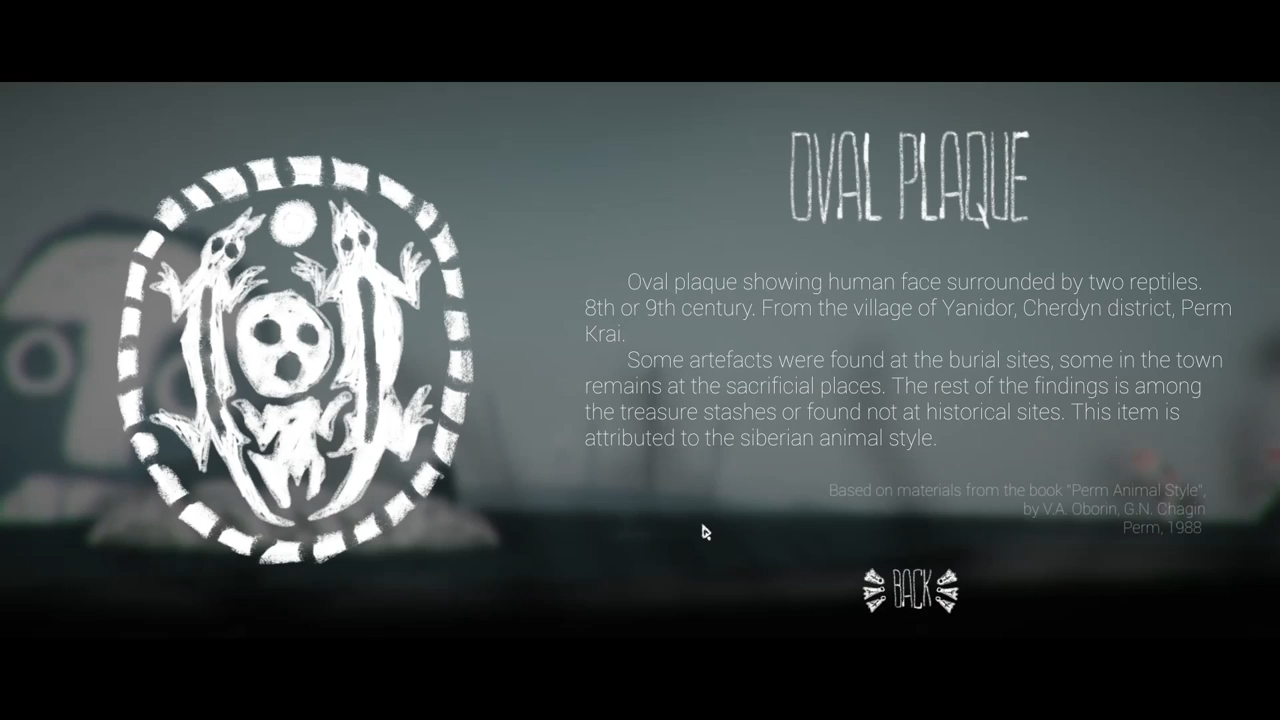 OVAL PLAQUE
Oval plaque showing human face surrounded by two reptiles.
8th or 9th century. From the village of Yanidor, Cherdyn district, Perm
Krai.
Some artefacts were found at the burial sites, some in the town
remains at the sacrificial places. The rest of the findings is among
the treasure stashes or found not at historical sites. This item is
attributed to the siberian animal style.
Based on materials from the book "Perm Animal Style",
by V.A. Oborin, G.N. Chagin
Perm, 1988
BACK